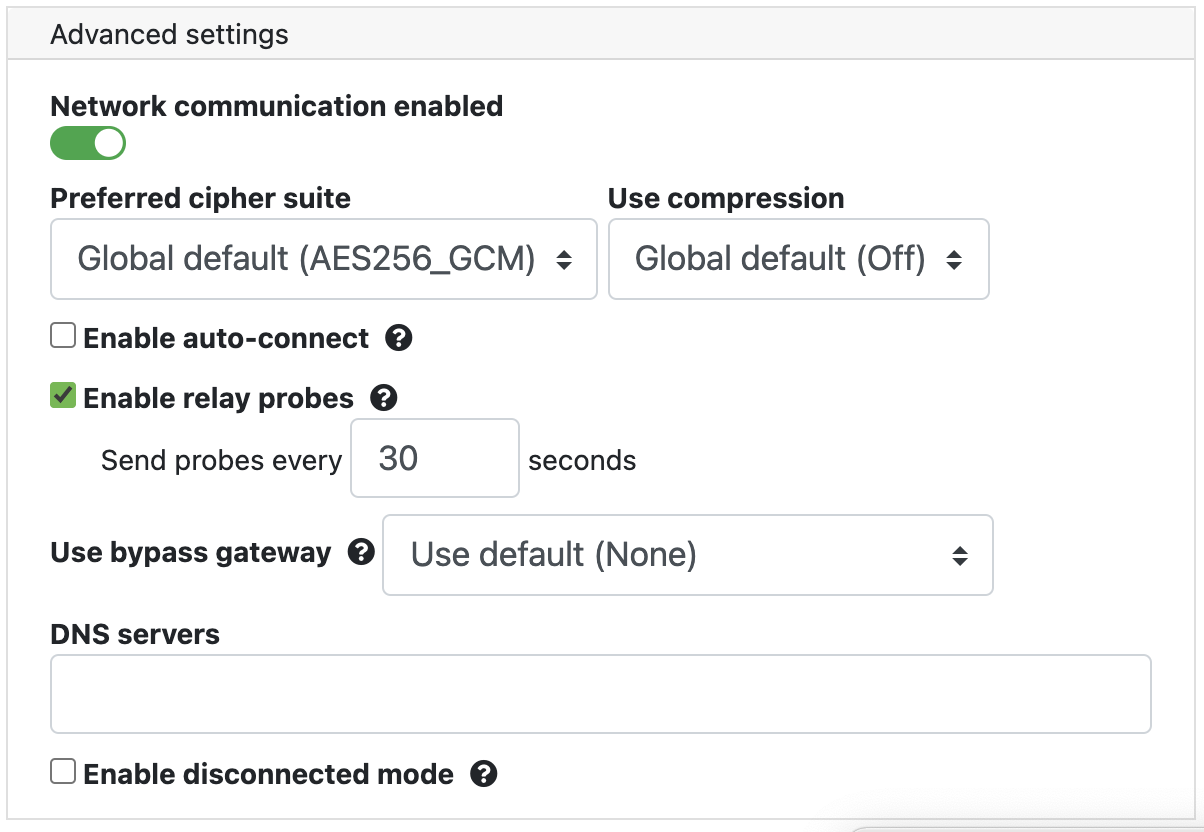 Advanced settings
Network communication enabled
Preferred cipher suite Use compression
Global default (AES256_GCM) Global default (Off)
Enable auto-connect ?
Enable relay probes ?
Send probes every 30 seconds
Use bypass gateway ? Use default (None)
DNS servers
Enable disconnected mode ?